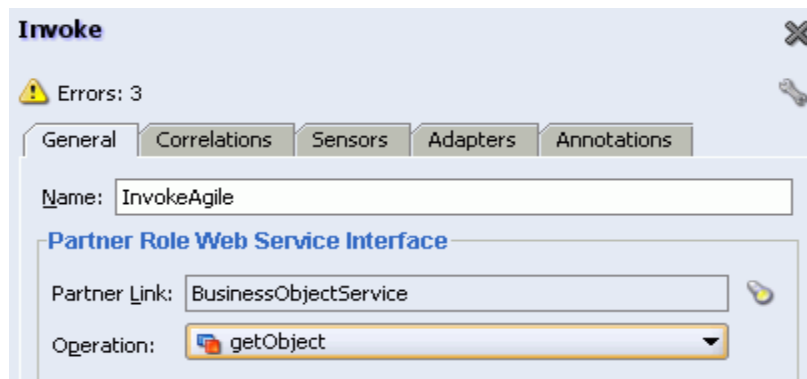 Invoke
Errors: 3
General Correlations Sensors Adapters Annotations
Name: InvokeAgile
Partner Role Web Service Interface
Partner Link: BusinessObjectService
Operation: getObject